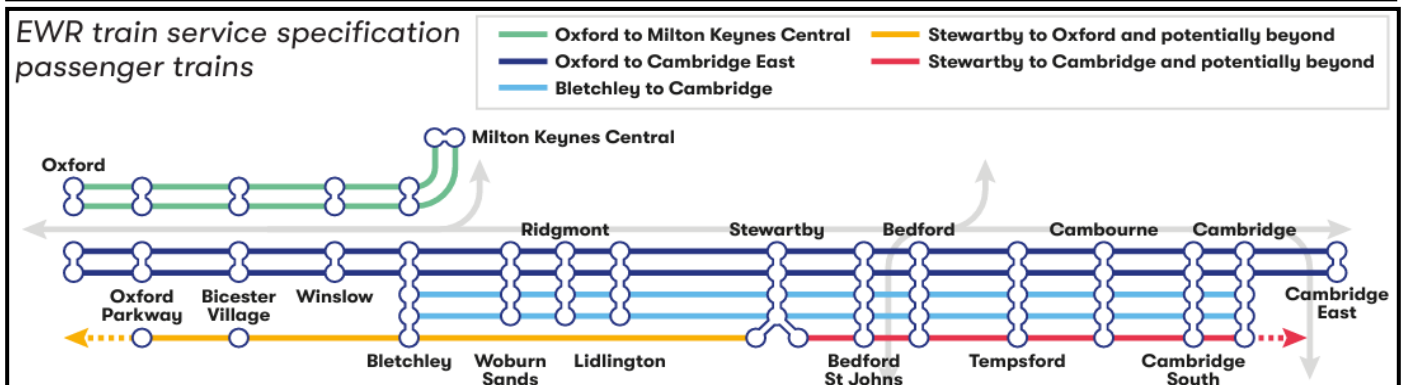 EWR train service specification
passenger trains
Oxford to Milton Keynes Central
Stewartby to Oxford and potentially beyond
Oxford to Cambridge East
Stewartby to Cambridge and potentially beyond
Bletchley to Cambridge
Milton Keynes Central
Oxford
Ridgmont
Stewartby
Bedford
Cambourne
Cambridge
Oxford
Parkway
Bicester
Village
Winslow
Cambridge
East
Bletchley
Woburn
Sands
Lidlington
Bedford
St Johns
Tempsford
Cambridge
South